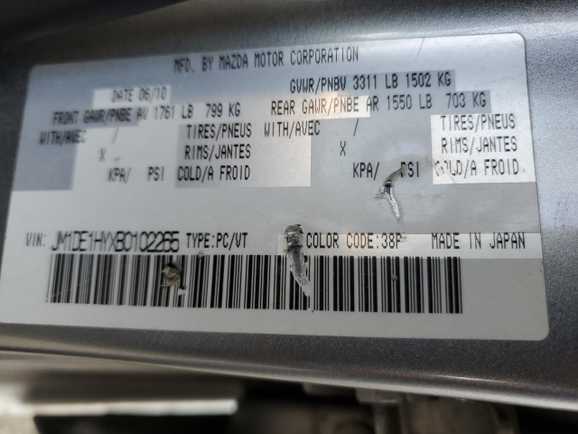 MFD. BY MAZDA MOTOR CORPORATION
DATE 06/10 GVWR/PNBV 3311 LB 1502 KG
FRONT GAWR/PNBE AV 1761 LB 799 KG REAR GAWR/PNBE AR 1550 LB 703 KG
WITH/AVEC / TIRES/PNEUS WITH/AVEC / TIRES/PNEUS
X RIMS/JANTES X RIMS/JANTES
KPA/ PSI COLD/A FROID KPA/ PSI COLD/A FROID
VIN: JM1DE1HYXB0102265 TYPE:PC/VT COLOR CODE:38P MADE IN JAPAN